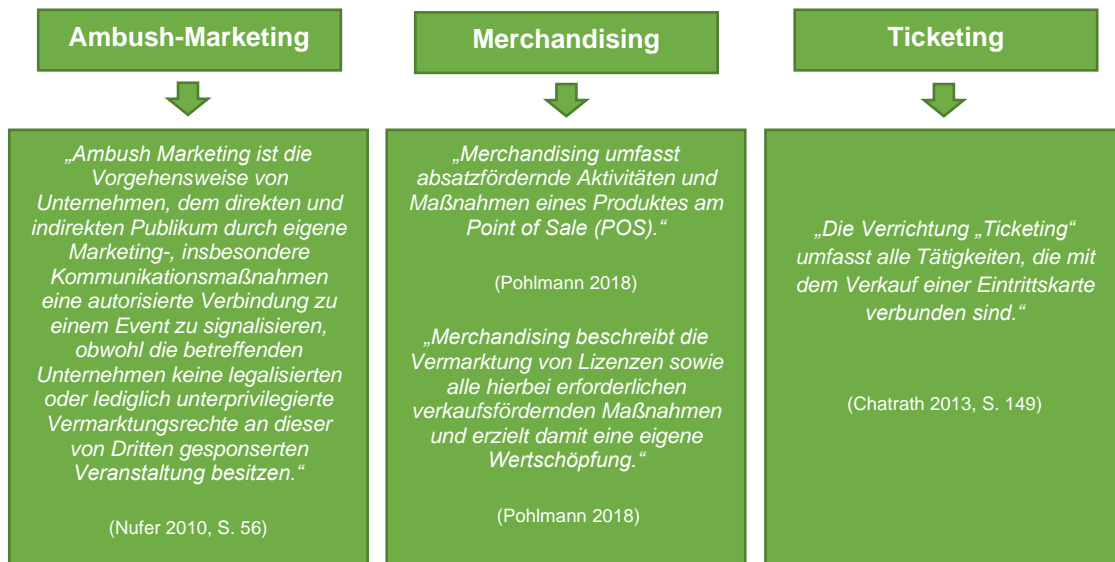 Ambush-Marketing
„Ambush Marketing ist die
Vorgehensweise von
Unternehmen, dem direkten und
indirekten Publikum durch eigene
Marketing-, insbesondere
Kommunikationsmaßnahmen
eine autorisierte Verbindung zu
einem Event zu signalisieren,
obwohl die betreffenden
Unternehmen keine legalisierten
oder lediglich unterprivilegierte
Vermarktungsrechte an dieser
von Dritten gesponserten
Veranstaltung besitzen.“
(Nufer 2010, S. 56)
Merchandising
„Merchandising umfasst
absatzfördernde Aktivitäten und
Maßnahmen eines Produktes am
Point of Sale (POS).“
(Pohlmann 2018)
„Merchandising beschreibt die
Vermarktung von Lizenzen sowie
alle hierbei erforderlichen
verkaufsfördernden Maßnahmen
und erzielt damit eine eigene
Wertschöpfung.“
(Pohlmann 2018)
Ticketing
„Die Verrichtung „Ticketing“
umfasst alle Tätigkeiten, die mit
dem Verkauf einer Eintrittskarte
verbunden sind.“
(Chatrath 2013, S. 149)